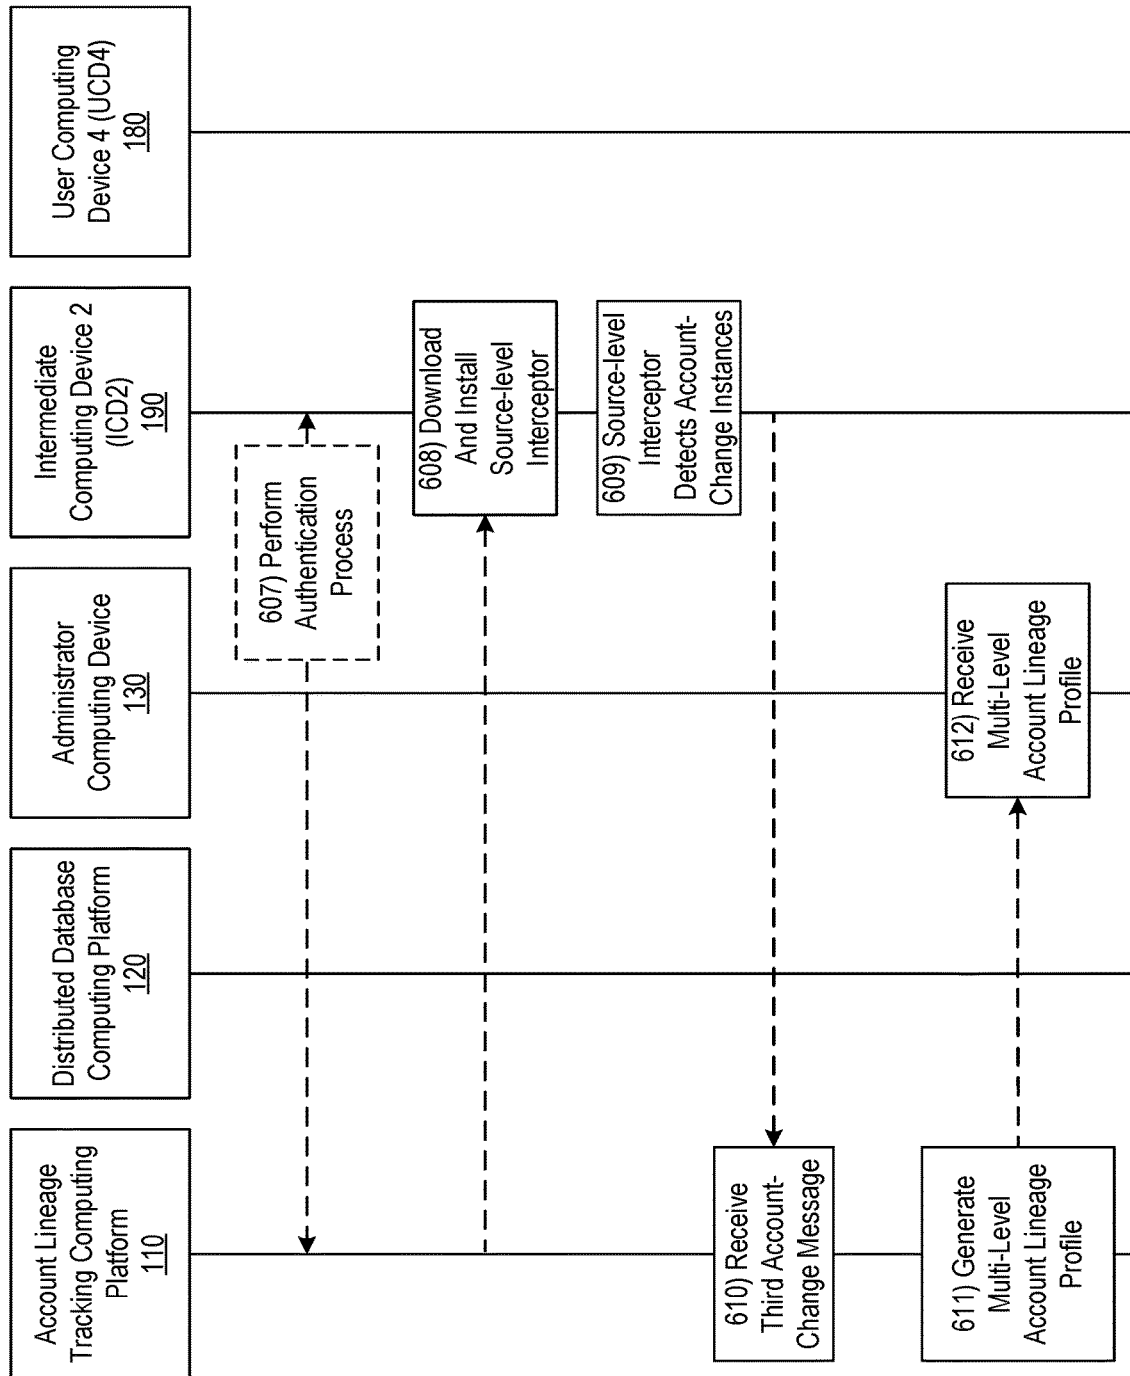 Account Lineage
Tracking Computing
Platform
110
Distributed Database
Computing Platform
120
Administrator
Computing Device
130
Intermediate
Computing Device 2
(ICD2)
190
User Computing
Device 4 (UCD4)
180
607) Perform
Authentication
Process
608) Download
And Install
Source-level
Interceptor
609) Source-level
Interceptor
Detects Account-
Change Instances
610) Receive
Third Account-
Change Message
611) Generate
Multi-Level
Account Lineage
Profile
612) Receive
Multi-Level
Account Lineage
Profile